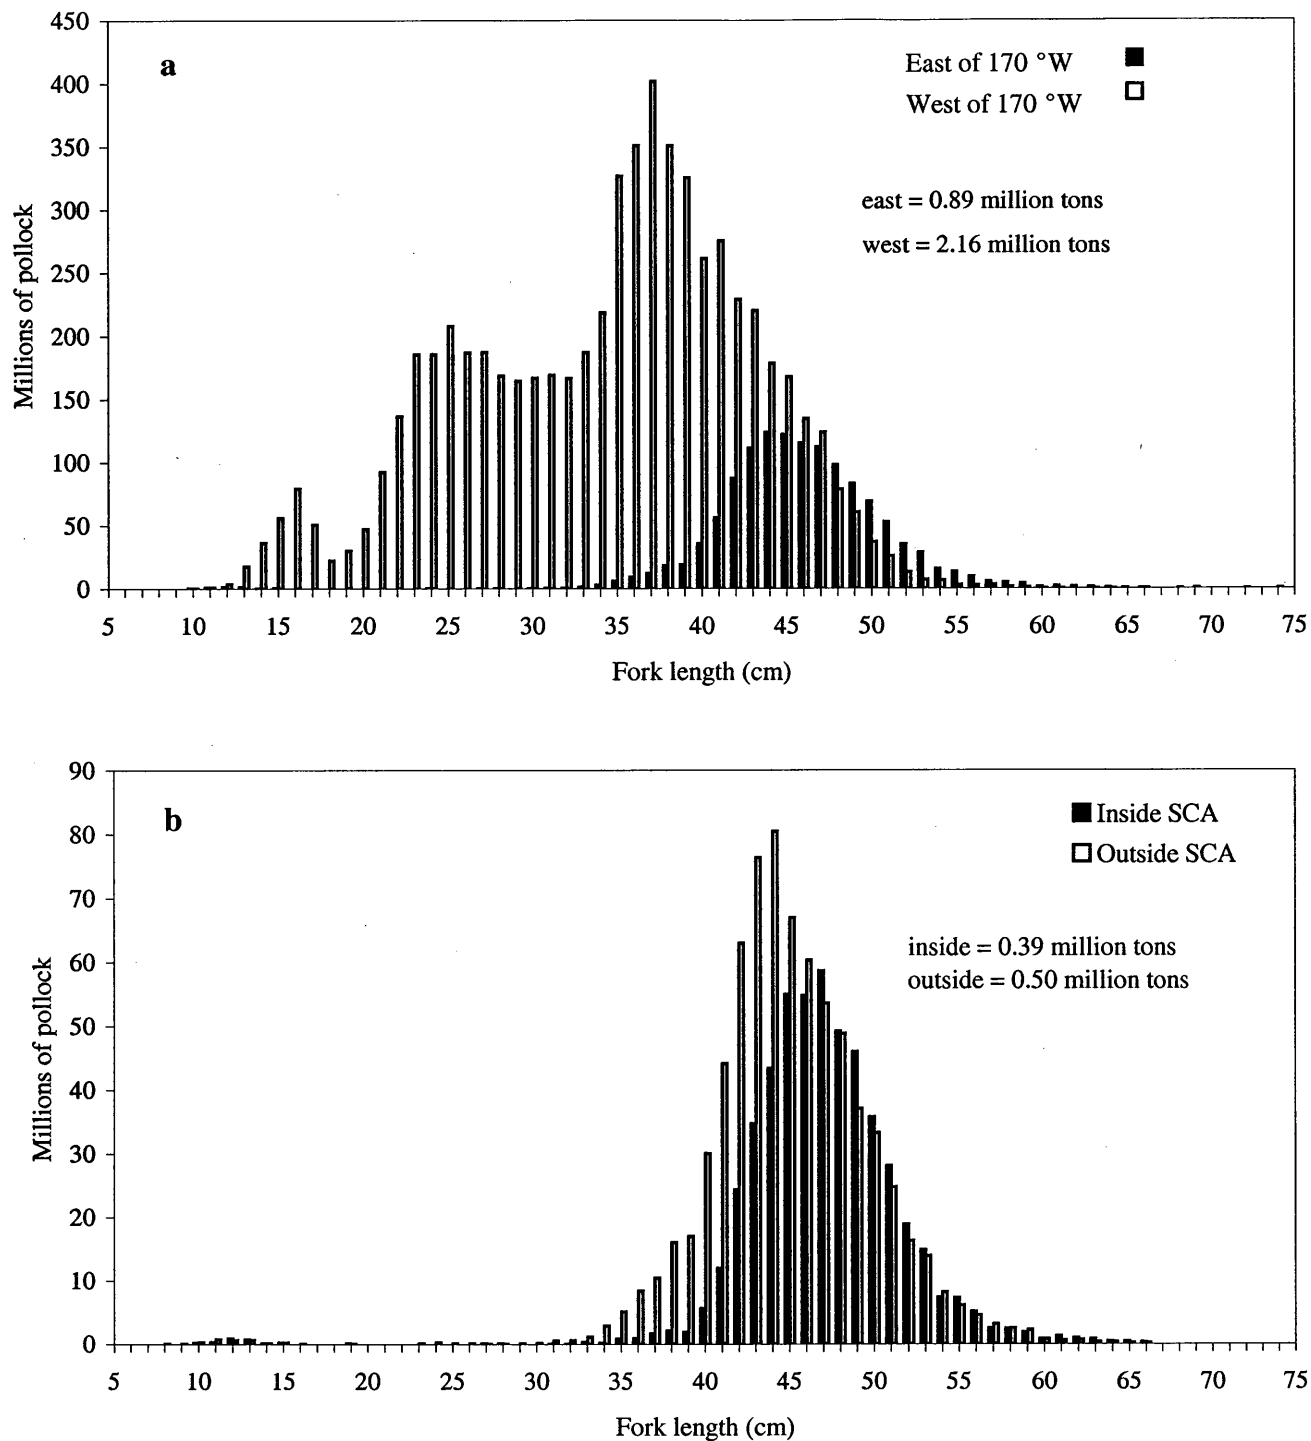 a
East of 170 °W
West of 170 °W
east = 0.89 million tons
west = 2.16 million tons
Millions of pollock
450
400
350
300
250
200
150
100
50
0
5 10 15 20 25 30 35 40 45 50 55 60 65 70 75
Fork length (cm)
b
Inside SCA
Outside SCA
inside = 0.39 million tons
outside = 0.50 million tons
Millions of pollock
90
80
70
60
50
40
30
20
10
0
5 10 15 20 25 30 35 40 45 50 55 60 65 70 75
Fork length (cm)